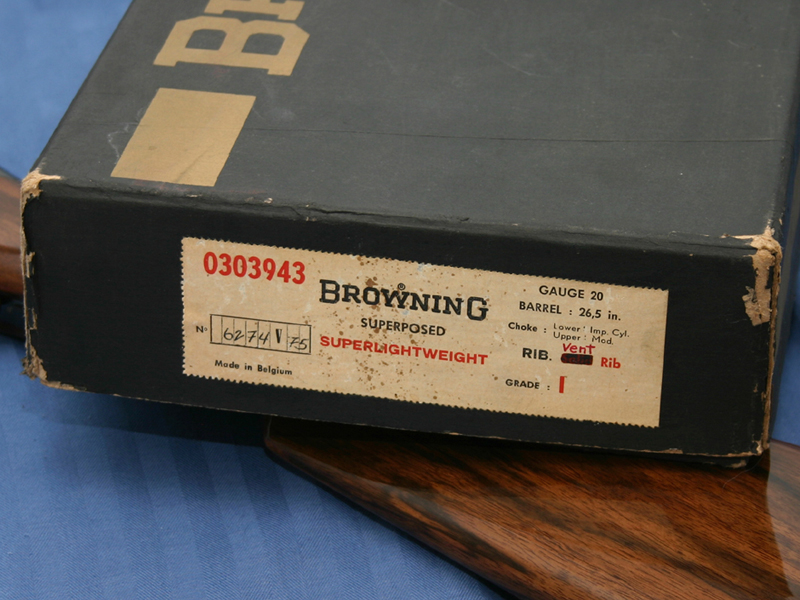 0303943
BROWNING®
SUPERPOSED
SUPERLIGHTWEIGHT
Nº 6274 V 75
Made in Belgium
GAUGE 20
BARREL : 26,5 in.
Choke : Lower : Imp. Cyl.
Upper : Mod.
RIB. Vent Rib
GRADE : I